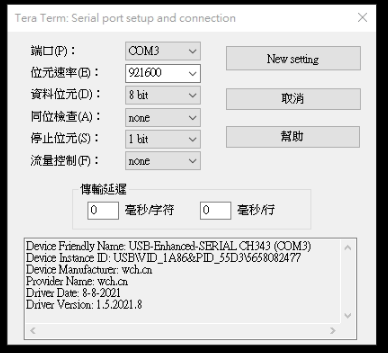 Tera Term: Serial port setup and connection
端口(P)： COM3 New setting
位元速率(E)： 921600
資料位元(D)： 8 bit 取消
同位檢查(A)： none
停止位元(S)： 1 bit 幫助
流量控制(F)： none
傳輸延遲
0 毫秒/字符 0 毫秒/行
Device Friendly Name: USB-Enhanced-SERIAL CH343 (COM3)
Device Instance ID: USB\VID_1A86&PID_55D3\5658082477
Device Manufacturer: wch.cn
Provider Name: wch.cn
Driver Date: 8-8-2021
Driver Version: 1.5.2021.8